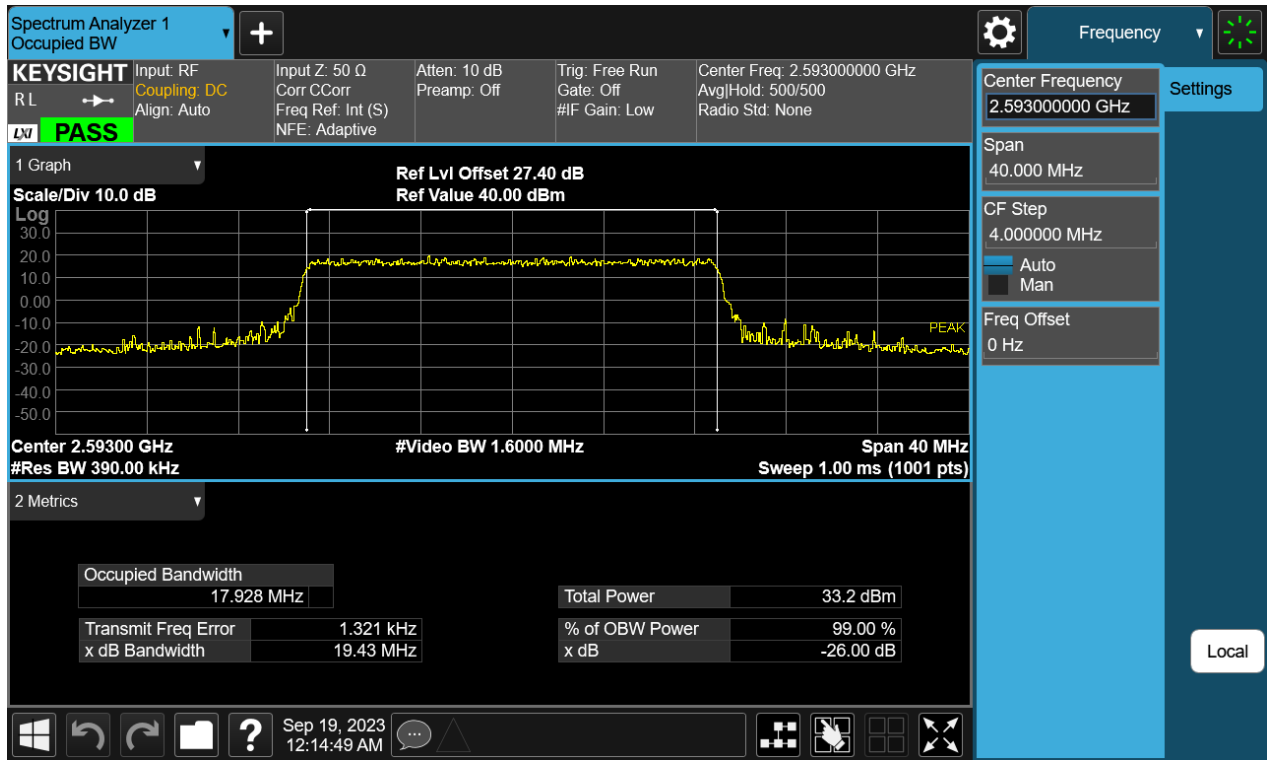 Spectrum Analyzer 1
Occupied BW
+
Frequency
KEYSIGHT
R L
LXI
PASS
Input: RF
Coupling: DC
Align: Auto
Input Z: 50 Ω
Corr CCorr
Freq Ref: Int (S)
NFE: Adaptive
Atten: 10 dB
Preamp: Off
Trig: Free Run
Gate: Off
#IF Gain: Low
Center Freq: 2.593000000 GHz
Avg|Hold: 500/500
Radio Std: None
Center Frequency
2.593000000 GHz
Settings
Span
40.000 MHz
CF Step
4.000000 MHz
Auto
Man
Freq Offset
0 Hz
Local
1 Graph
Scale/Div 10.0 dB
Ref Lvl Offset 27.40 dB
Ref Value 40.00 dBm
Log
30.0
20.0
10.0
0.00
-10.0
-20.0
-30.0
-40.0
-50.0
PEAK
Center 2.59300 GHz
#Video BW 1.6000 MHz
Span 40 MHz
#Res BW 390.00 kHz
Sweep 1.00 ms (1001 pts)
2 Metrics
Occupied Bandwidth
17.928 MHz
Total Power 33.2 dBm
Transmit Freq Error 1.321 kHz
% of OBW Power 99.00 %
x dB Bandwidth 19.43 MHz
x dB -26.00 dB
?
Sep 19, 2023
12:14:49 AM